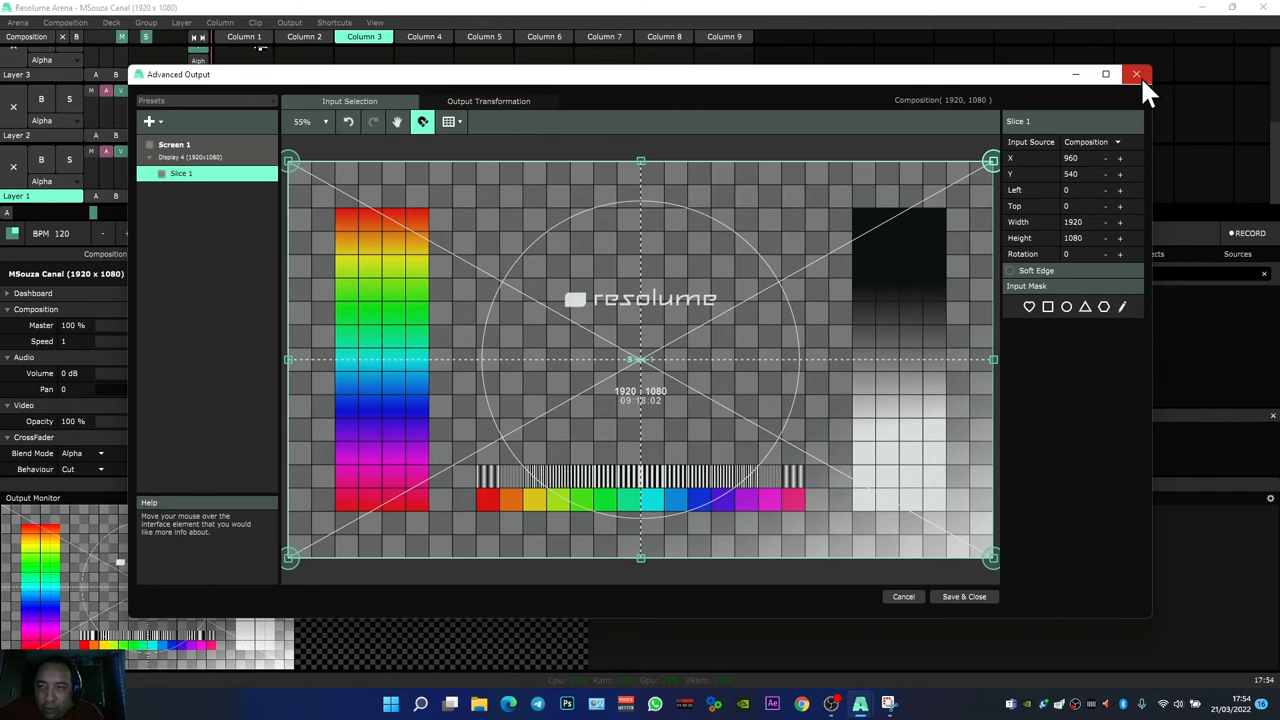 Resolume Arena - MSouza Canal (1920 x 1080)
Arena Composition Deck Group Layer Column Clip Output Shortcuts View
Composition X B M S Column 1 Column 2 Column 3 Column 4 Column 5 Column 6 Column 7 Column 8 Column 9
Alpha
Layer 3 A B
B S
Layer 2 A B M A V
Alpha
B S
Alpha
Layer 1 A B M A V
A
BPM 120 - +
RECORD
Composition
Sources
MSouza Canal (1920 x 1080)
Dashboard
Composition
Master 100 %
Speed 1
Audio
Volume 0 dB
Pan 0
Video
Opacity 100 %
CrossFader
Blend Mode Alpha
Behaviour Cut
Output Monitor
Advanced Output
Presets
Input Selection Output Transformation Composition( 1920, 1080 )
55%
Screen 1
Display 4 (1920x1080)
Slice 1
Help
Move your mouse over the
interface element that you would
like more info about.
resolume
1920 x 1080
Slice 1
Input Source Composition
X 960 - +
Y 540 - +
Left 0 - +
Top 0 - +
Width 1920 - +
Height 1080 - +
Rotation 0 - +
Soft Edge
Input Mask
Cancel Save & Close
17:54
17:54
21/03/2022